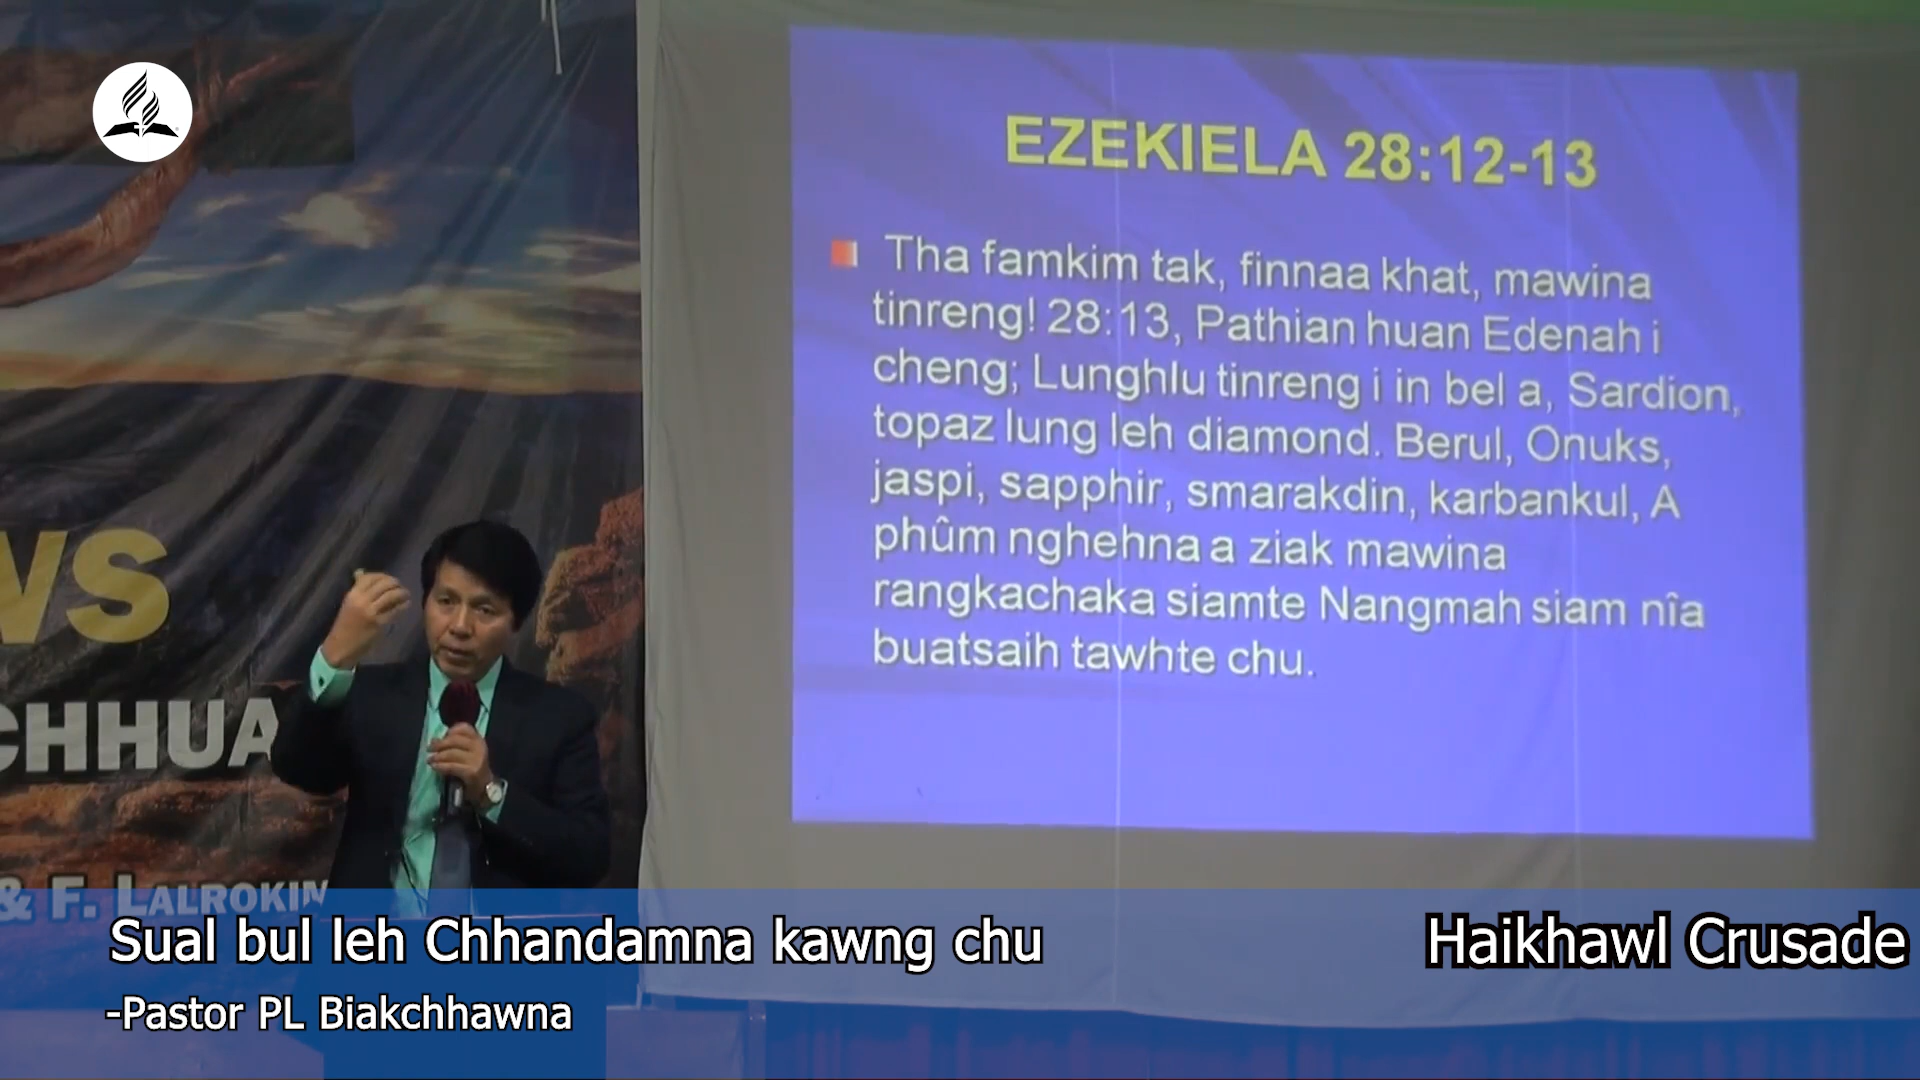 EZEKIELA 28:12-13
Tha famkim tak, finnaa khat, mawina
tinreng! 28:13, Pathian huan Edenah i
cheng; Lunghlu tinreng i in bel a, Sardion,
topaz lung leh diamond. Berul, Onuks,
jaspi, sapphir, smarakdin, karbankul, A
phûm nghehna a ziak mawina
rangkachaka siamte Nangmah siam nîa
buatsaih tawhte chu.
WS
CHHUA
& F. LALROKIM
Sual bul leh Chhandamna kawng chu
Haikhawl Crusade
-Pastor PL Biakchhawna